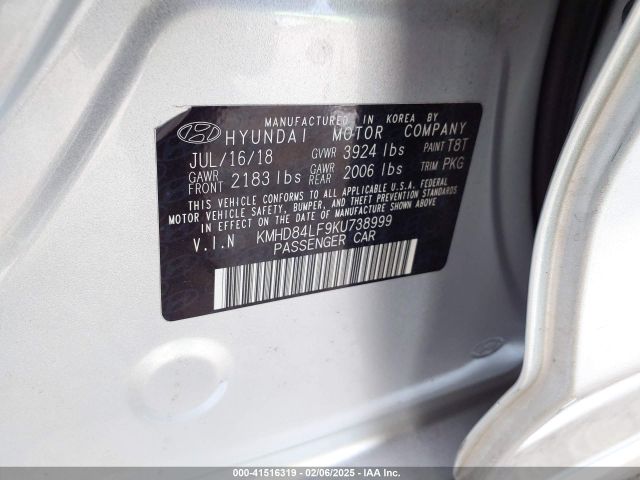 MANUFACTURED IN KOREA BY
HYUNDAI MOTOR COMPANY
JUL/16/18 GVWR 3924 lbs PAINT T8T
GAWR FRONT 2183 lbs GAWR REAR 2006 lbs TRIM PKG
THIS VEHICLE CONFORMS TO ALL APPLICABLE U.S.A. FEDERAL
MOTOR VEHICLE SAFETY, BUMPER, AND THEFT PREVENTION STANDARDS
IN EFFECT ON THE DATE OF MANUFACTURE SHOWN ABOVE.
V.I.N KMHD84LF9KU738999
PASSENGER CAR
000-41516319 - 02/06/2025 - IAA Inc.